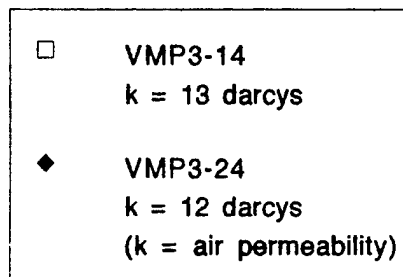 VMP3-14
k = 13 darcys
VMP3-24
k = 12 darcys
(k = air permeability)